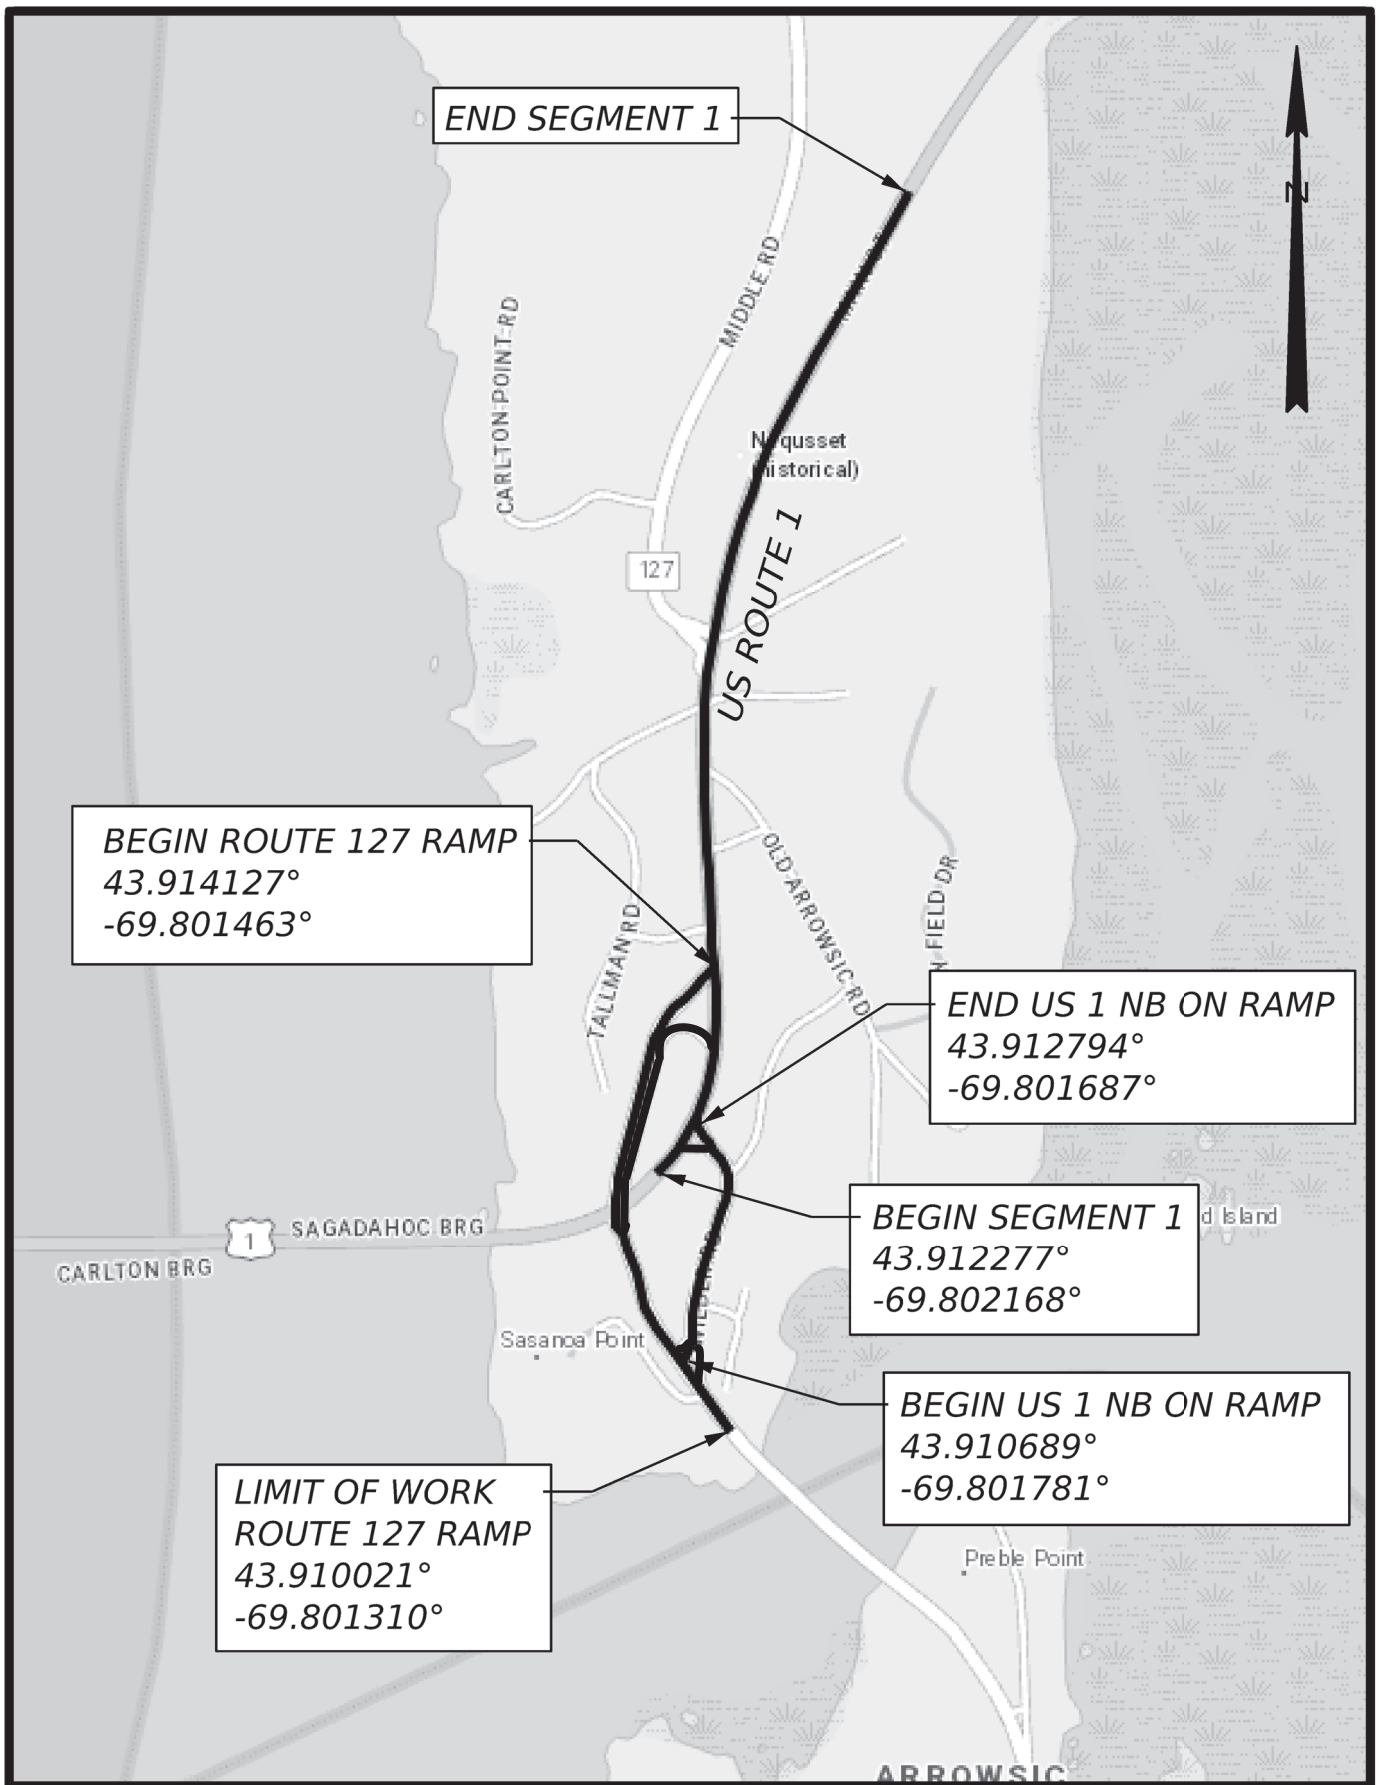 END SEGMENT 1
N
MIDDLE RD
CARLTON POINT RD
qusset
istorical)
US ROUTE 1
127
BEGIN ROUTE 127 RAMP
43.914127°
-69.801463°
OLD ARROWSIC RD
FIELD DR
TALLMAN RD
END US 1 NB ON RAMP
43.912794°
-69.801687°
BEGIN SEGMENT 1
43.912277°
-69.802168°
d Island
1
SAGADAHOC BRG
CARLTON BRG
Sasanoa Point
BEGIN US 1 NB ON RAMP
43.910689°
-69.801781°
LIMIT OF WORK
ROUTE 127 RAMP
43.910021°
-69.801310°
Preble Point
ARROWSIC